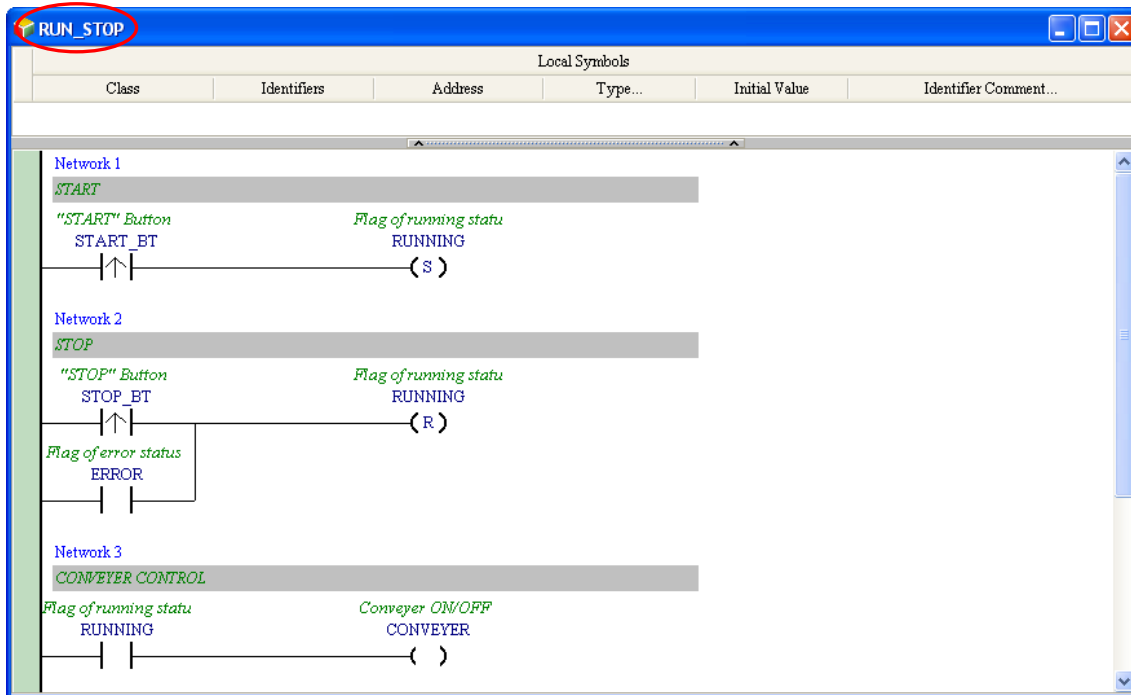 RUN_STOP
Local Symbols
Class Identifiers Address Type... Initial Value Identifier Comment...
Network 1
START
"START" Button Flag of running statu
START_BT RUNNING
S
Network 2
STOP
"STOP" Button Flag of running statu
STOP_BT RUNNING
R
Flag of error status
ERROR
Network 3
CONVEYER CONTROL
Flag of running statu Conveyer ON/OFF
RUNNING CONVEYER